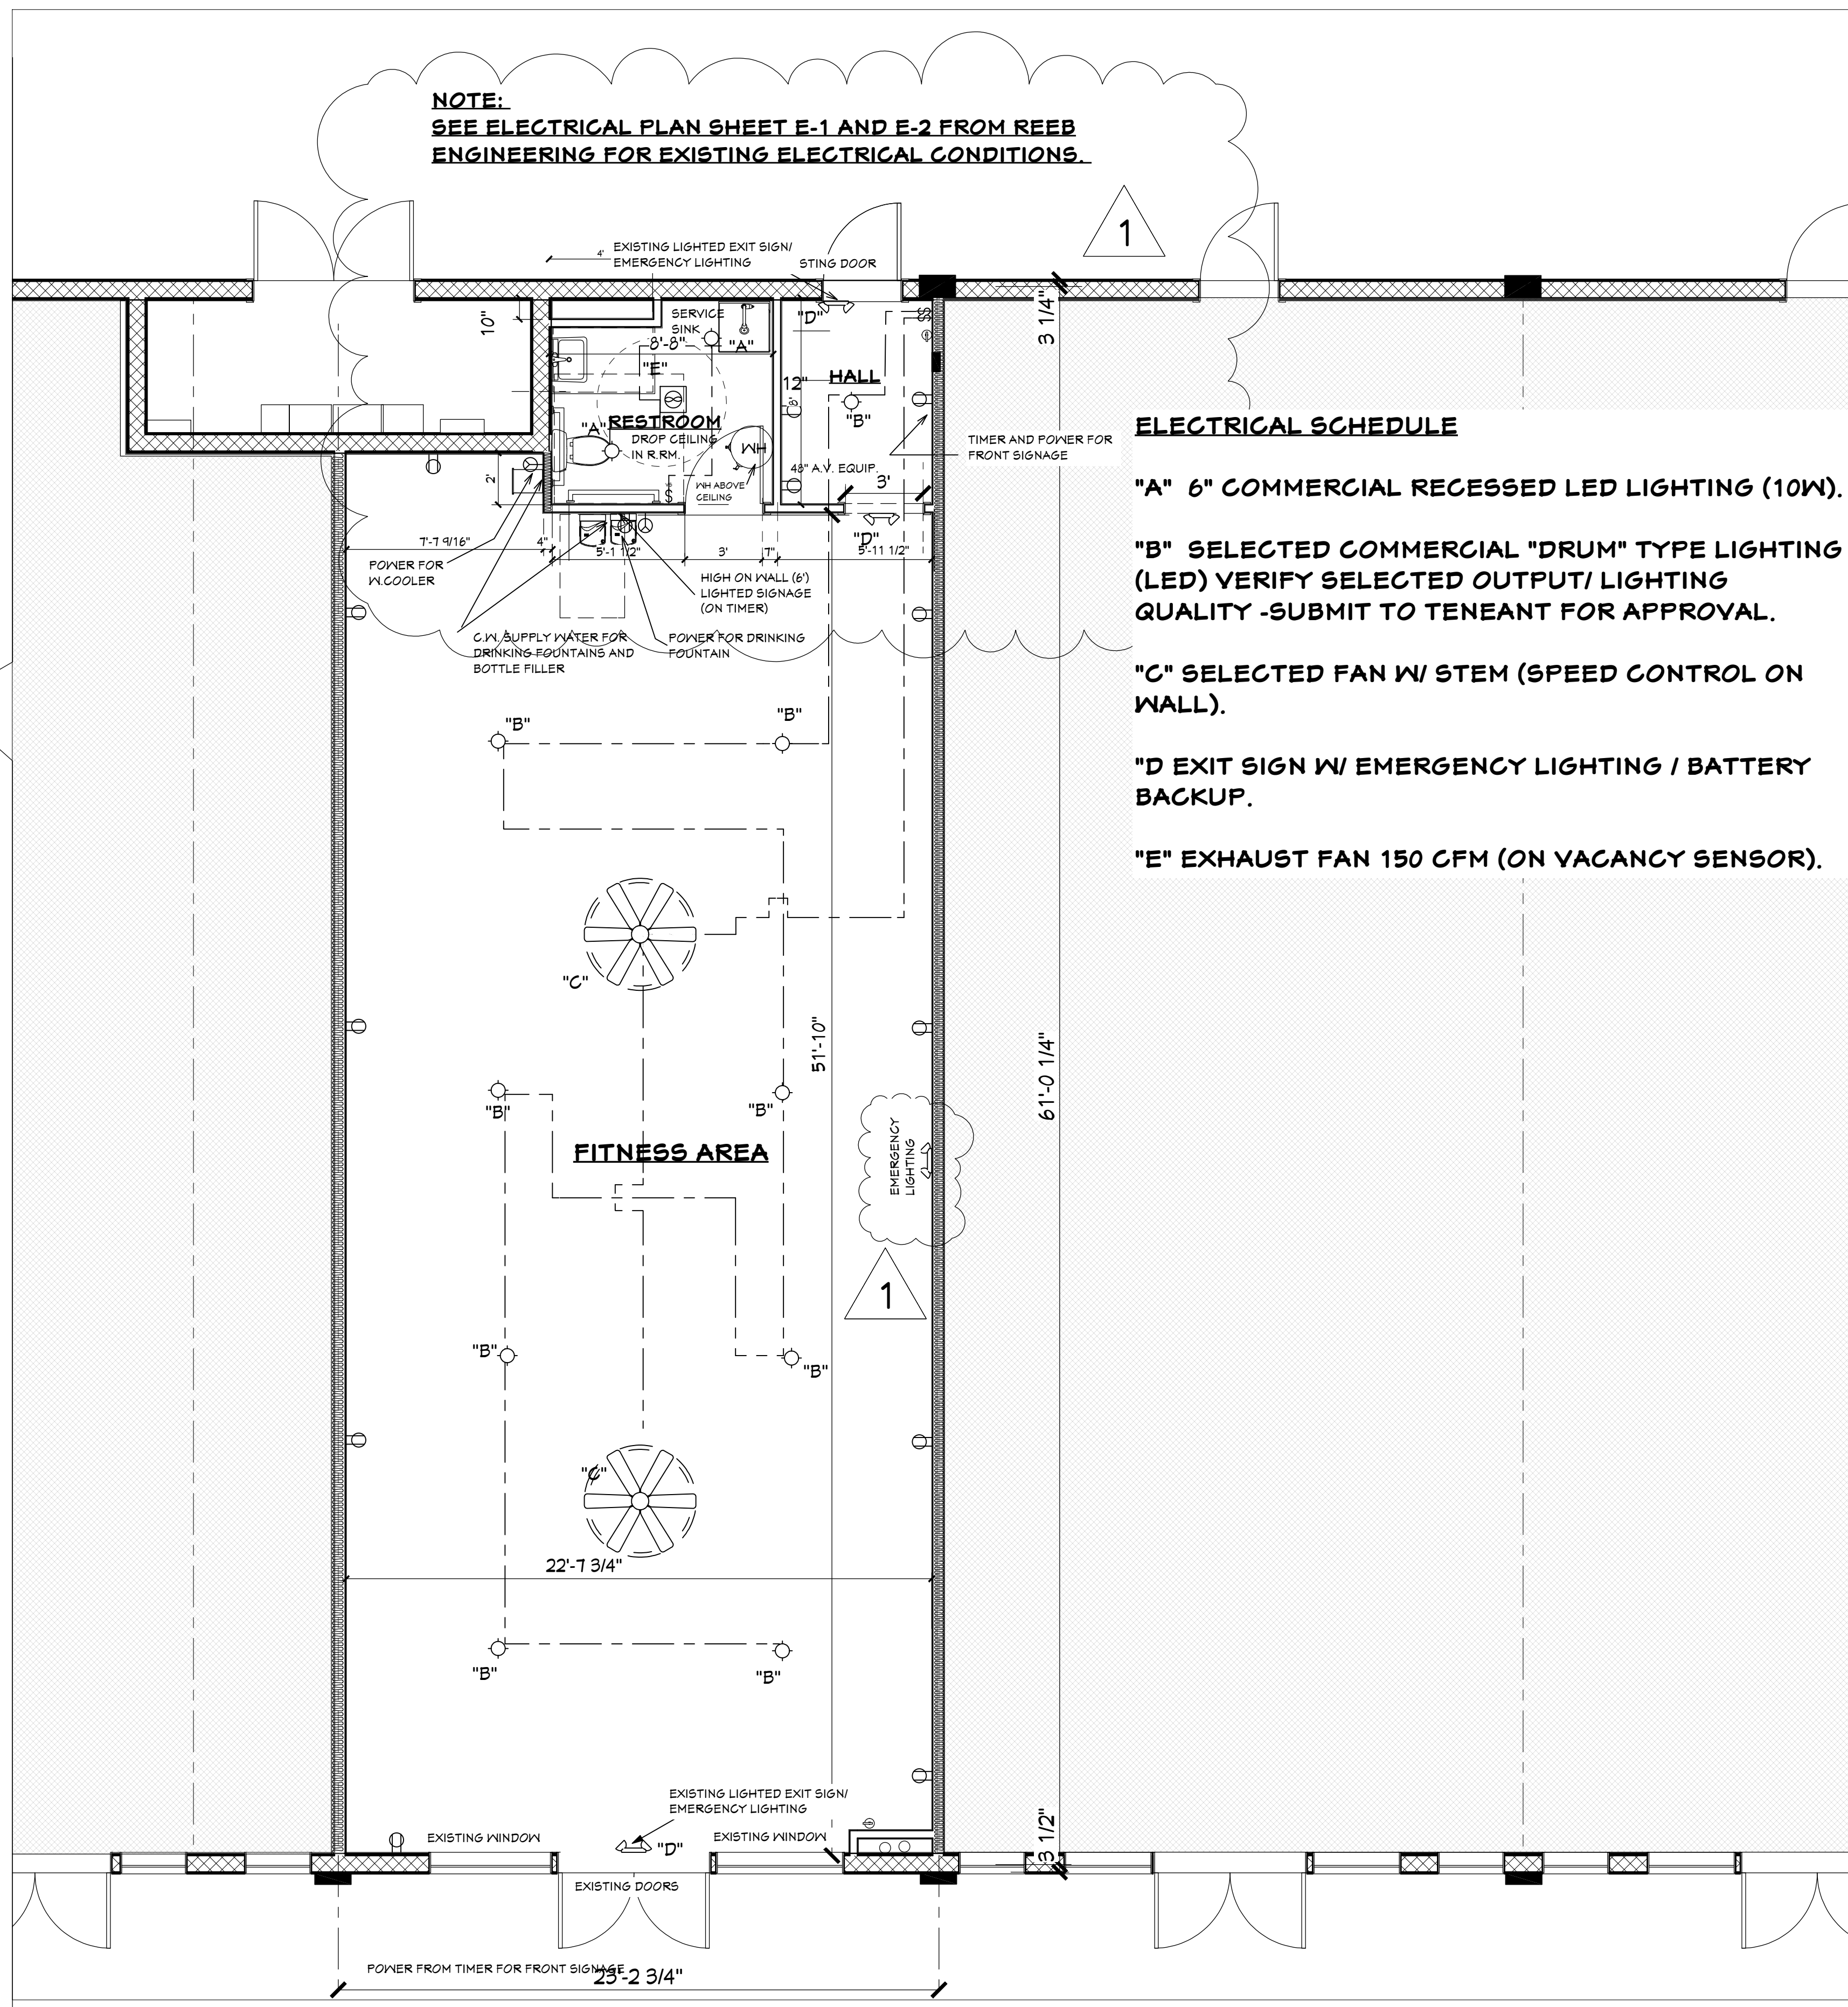 NOTE:
SEE ELECTRICAL PLAN SHEET E-1 AND E-2 FROM REEB
ENGINEERING FOR EXISTING ELECTRICAL CONDITIONS.
1
4'
EXISTING LIGHTED EXIT SIGN/
EMERGENCY LIGHTING
STING DOOR
10"
SERVICE
SINK
8'-8"
"A"
"E"
"D"
3 1/4"
12"
8'
HALL
"B"
"A"
RESTROOM
DROP CEILING
IN R.RM.
WH
TIMER AND POWER FOR
FRONT SIGNAGE
48" A.V. EQUIP.
3'
2'
S
WH ABOVE
CEILING
"D"
7'-7 9/16"
4"
5'-1 1/2"
3'
7"
5'-11 1/2"
POWER FOR
W.COOLER
HIGH ON WALL (6')
LIGHTED SIGNAGE
(ON TIMER)
C.W. SUPPLY WATER FOR
DRINKING FOUNTAINS AND
BOTTLE FILLER
POWER FOR DRINKING
FOUNTAIN
ELECTRICAL SCHEDULE
"A" 6" COMMERCIAL RECESSED LED LIGHTING (10W).
"B" SELECTED COMMERCIAL "DRUM" TYPE LIGHTING
(LED) VERIFY SELECTED OUTPUT/ LIGHTING
QUALITY -SUBMIT TO TENEANT FOR APPROVAL.
"C" SELECTED FAN W/ STEM (SPEED CONTROL ON
WALL).
"D EXIT SIGN W/ EMERGENCY LIGHTING / BATTERY
BACKUP.
"E" EXHAUST FAN 150 CFM (ON VACANCY SENSOR).
"B"
"B"
"C"
51'-10"
61'-0 1/4"
"B"
"B"
FITNESS AREA
EMERGENCY
LIGHTING
1
"B"
"B"
"C"
22'-7 3/4"
"B"
"B"
EXISTING LIGHTED EXIT SIGN/
EMERGENCY LIGHTING
EXISTING WINDOW
"D"
EXISTING WINDOW
3 1/2"
EXISTING DOORS
POWER FROM TIMER FOR FRONT SIGNAGE
23'-2 3/4"